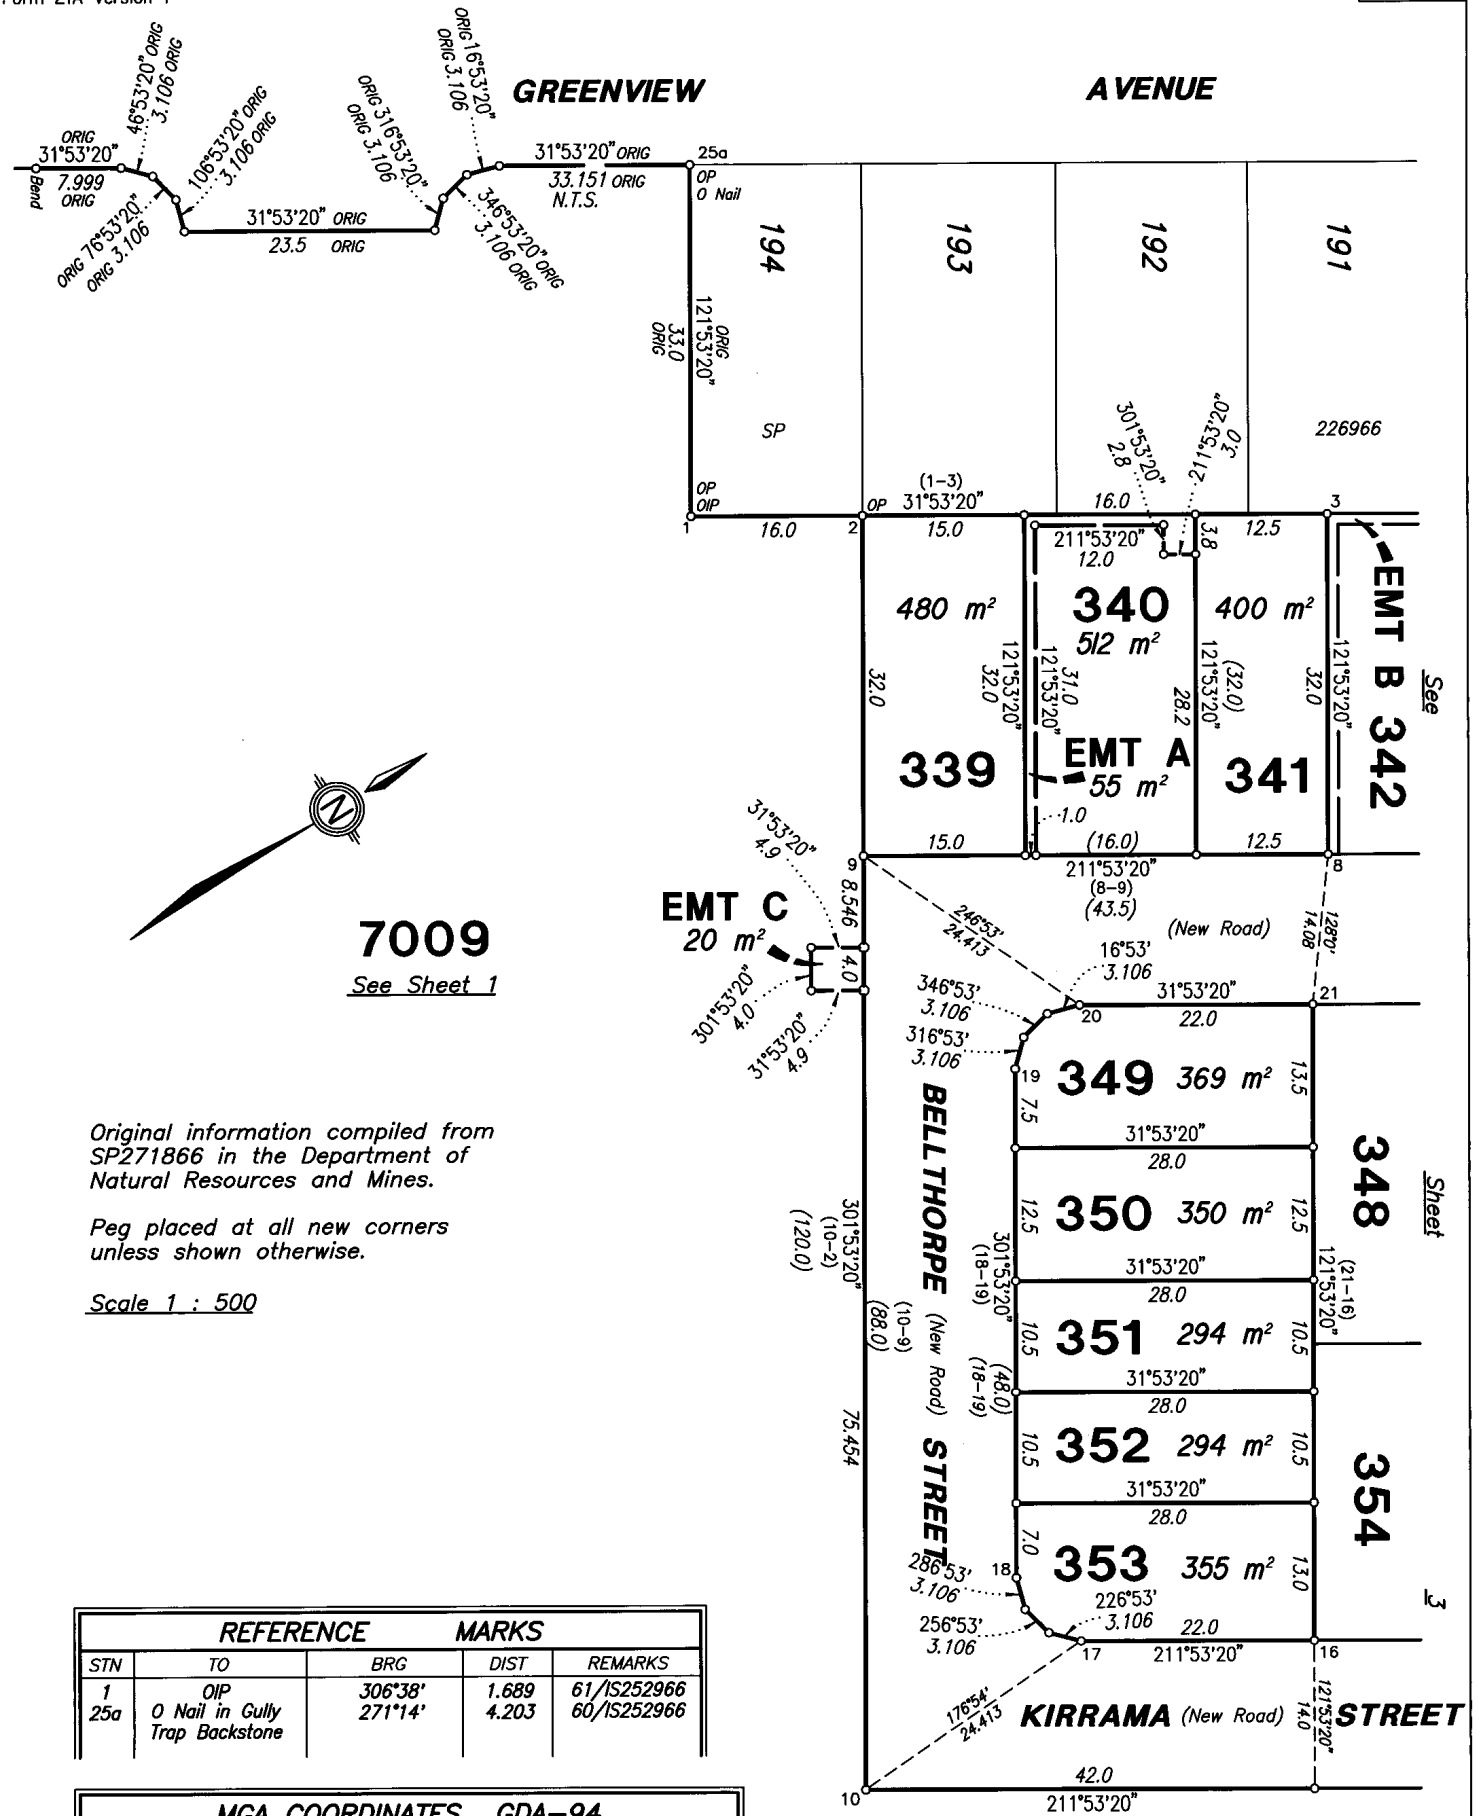 GREENVIEW AVENUE
46°53'20" ORIG
3.106 ORIG
ORIG
31°53'20"
7.999
ORIG
Bend
106°53'20" ORIG
3.106 ORIG
ORIG 76°53'20"
ORIG 3.106
31°53'20" ORIG
23.5 ORIG
ORIG 316°53'20"
ORIG 3.106
ORIG 16°53'20"
ORIG 3.106
346°53'20" ORIG
3.106 ORIG
31°53'20" ORIG
33.151 ORIG
N.T.S.
25a
OP
O Nail
194
193
192
191
ORIG
121°53'20"
33.0
ORIG
SP
226966
301°53'20"
2.8
211°53'20"
3.0
OP
OIP
1
16.0
2
OP
(1-3)
31°53'20"
15.0
16.0
12.5
3
211°53'20"
12.0
3.8
480 m²
340
512 m²
400 m²
EMT B
342
See
32.0
121°53'20"
32.0
31.0
121°53'20"
28.2
(32.0)
121°53'20"
121°53'20"
32.0
339
EMT A
55 m²
341
1.0
15.0
(16.0)
12.5
9
211°53'20"
(8-9)
(43.5)
8
31°53'20"
4.9
8.546
EMT C
20 m²
4.0
301°53'20"
4.0
31°53'20"
4.9
246°53'
24.413
(New Road)
128°0'
14.08
7009
See Sheet 1
16°53'
3.106
346°53'
3.106
316°53'
3.106
31°53'20"
22.0
20
21
19
349 369 m²
7.5
13.5
31°53'20"
28.0
350 350 m²
12.5
12.5
31°53'20"
28.0
351 294 m²
10.5
10.5
31°53'20"
28.0
352 294 m²
10.5
10.5
31°53'20"
28.0
353 355 m²
7.0
13.0
348
Sheet
(21-16)
121°53'20"
354
3
301°53'20"
(10-2)
(120.0)
(10-9)
(88.0)
75.454
BELLTHORPE (New Road) STREET
301°53'20"
(18-19)
(48.0)
(18-19)
Original information compiled from
SP271866 in the Department of
Natural Resources and Mines.
Peg placed at all new corners
unless shown otherwise.
Scale 1 : 500
18
286°53'
3.106
256°53'
3.106
226°53'
3.106
22.0
17
211°53'20"
16
176°54'
24.413
KIRRAMA (New Road) STREET
121°53'20"
14.0
10
42.0
211°53'20"
REFERENCE MARKS
STN TO BRG DIST REMARKS
1 OIP 306°38' 1.689 61/IS252966
25a O Nail in Gully 271°14' 4.203 60/IS252966
Trap Backstone
MGA COORDINATES GDA-94